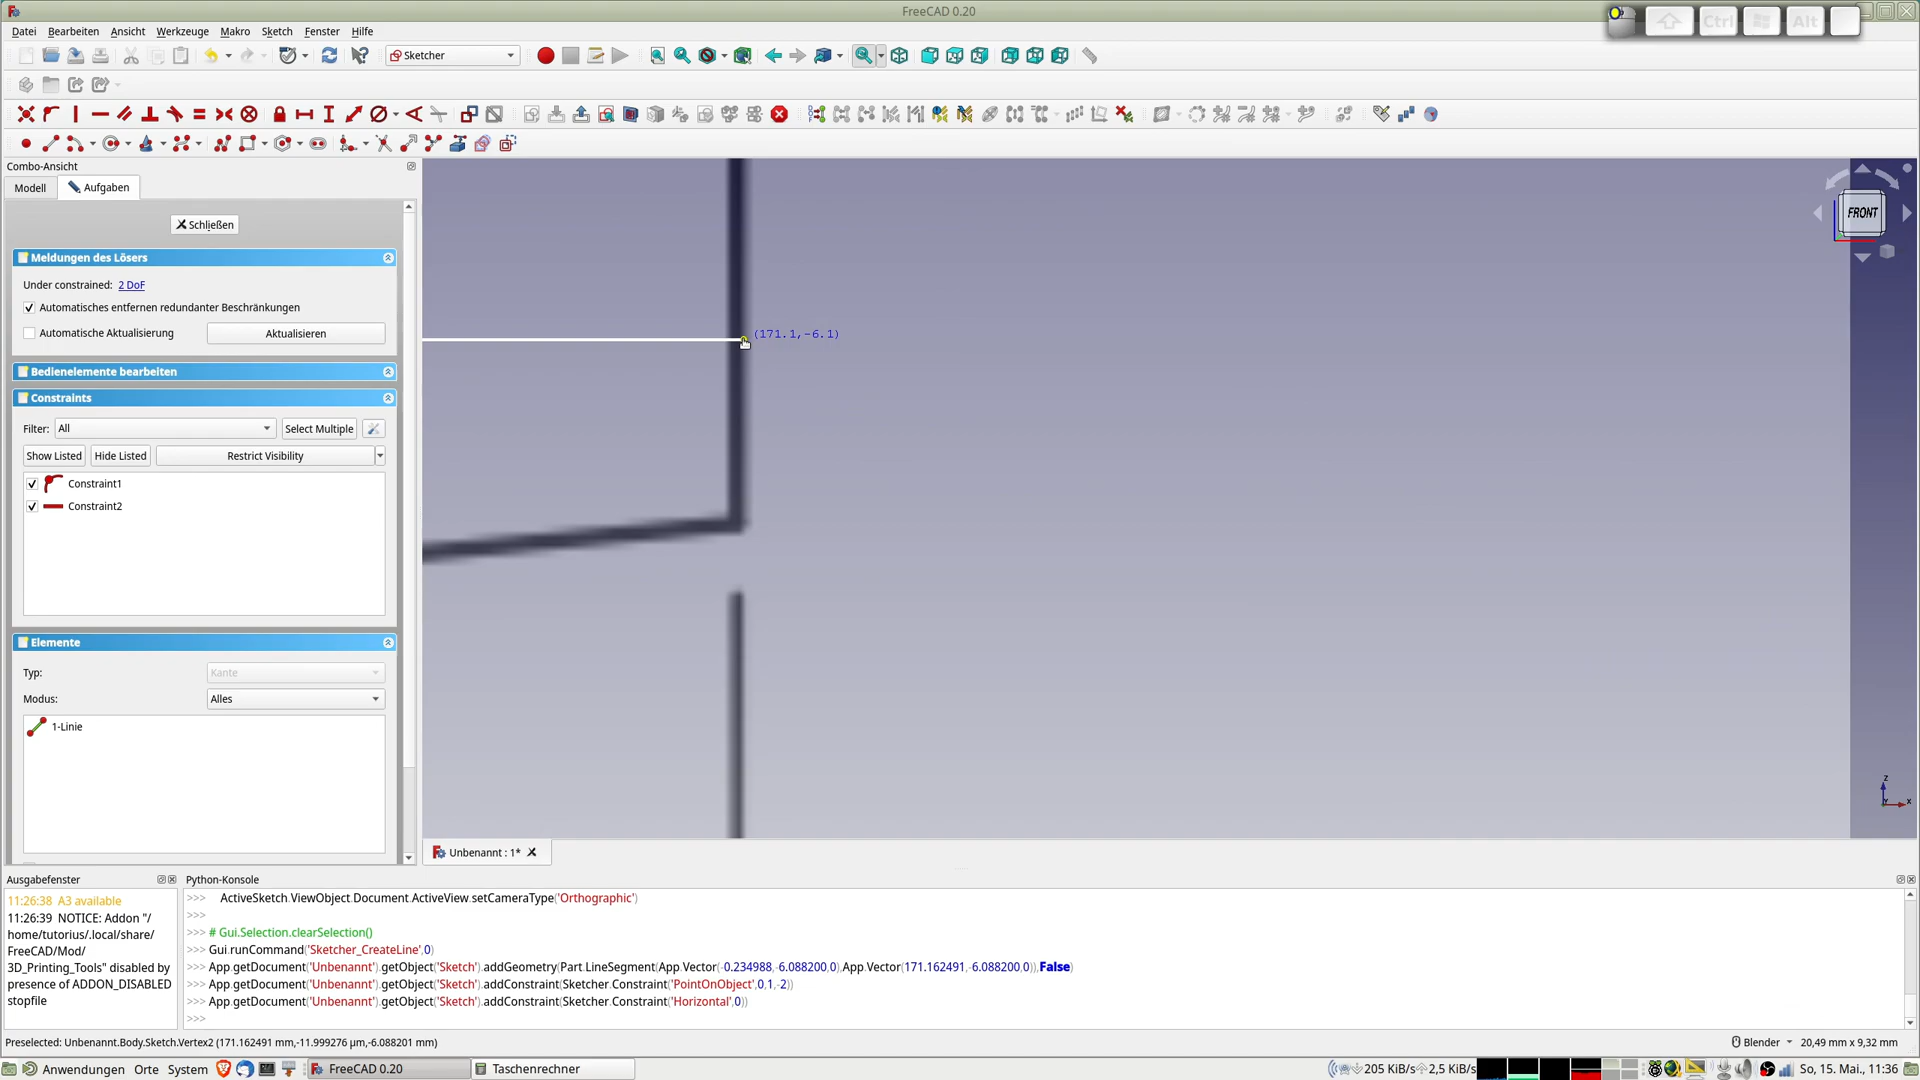 FreeCAD 0.20
Ctrl
Alt
Datei Bearbeiten Ansicht Werkzeuge Makro Sketch Fenster Hilfe
Sketcher
Combo-Ansicht
Modell Aufgaben
Schließen
Meldungen des Lösers
Under constrained: 2 DoF
Automatisches entfernen redundanter Beschränkungen
Automatische Aktualisierung Aktualisieren
Bedienelemente bearbeiten
Constraints
Filter: All Select Multiple
Show Listed Hide Listed Restrict Visibility
Constraint1
Constraint2
Elemente
Typ: Kante
Modus: Alles
1-Linie
(171.1,-6.1)
FRONT
z
x
Unbenannt : 1*
Ausgabefenster
11:26:38 A3 available
11:26:39 NOTICE: Addon "/
home/tutorius/.local/share/
FreeCAD/Mod/
3D_Printing_Tools" disabled by
presence of ADDON_DISABLED
stopfile
Python-Konsole
>>> ActiveSketch.ViewObject.Document.ActiveView.setCameraType('Orthographic')
>>>
>>> # Gui.Selection.clearSelection()
>>> Gui.runCommand('Sketcher_CreateLine',0)
>>> App.getDocument('Unbenannt').getObject('Sketch').addGeometry(Part.LineSegment(App.Vector(-0.234988,-6.088200,0),App.Vector(171.162491,-6.088200,0)),False)
>>> App.getDocument('Unbenannt').getObject('Sketch').addConstraint(Sketcher.Constraint('PointOnObject',0,1,-2))
>>> App.getDocument('Unbenannt').getObject('Sketch').addConstraint(Sketcher.Constraint('Horizontal',0))
>>>
Preselected: Unbenannt.Body.Sketch.Vertex2 (171.162491 mm,-11.999276 µm,-6.088201 mm)
Blender 20,49 mm x 9,32 mm
Anwendungen Orte System FreeCAD 0.20 Taschenrechner 205 KiB/s 2,5 KiB/s So, 15. Mai., 11:36